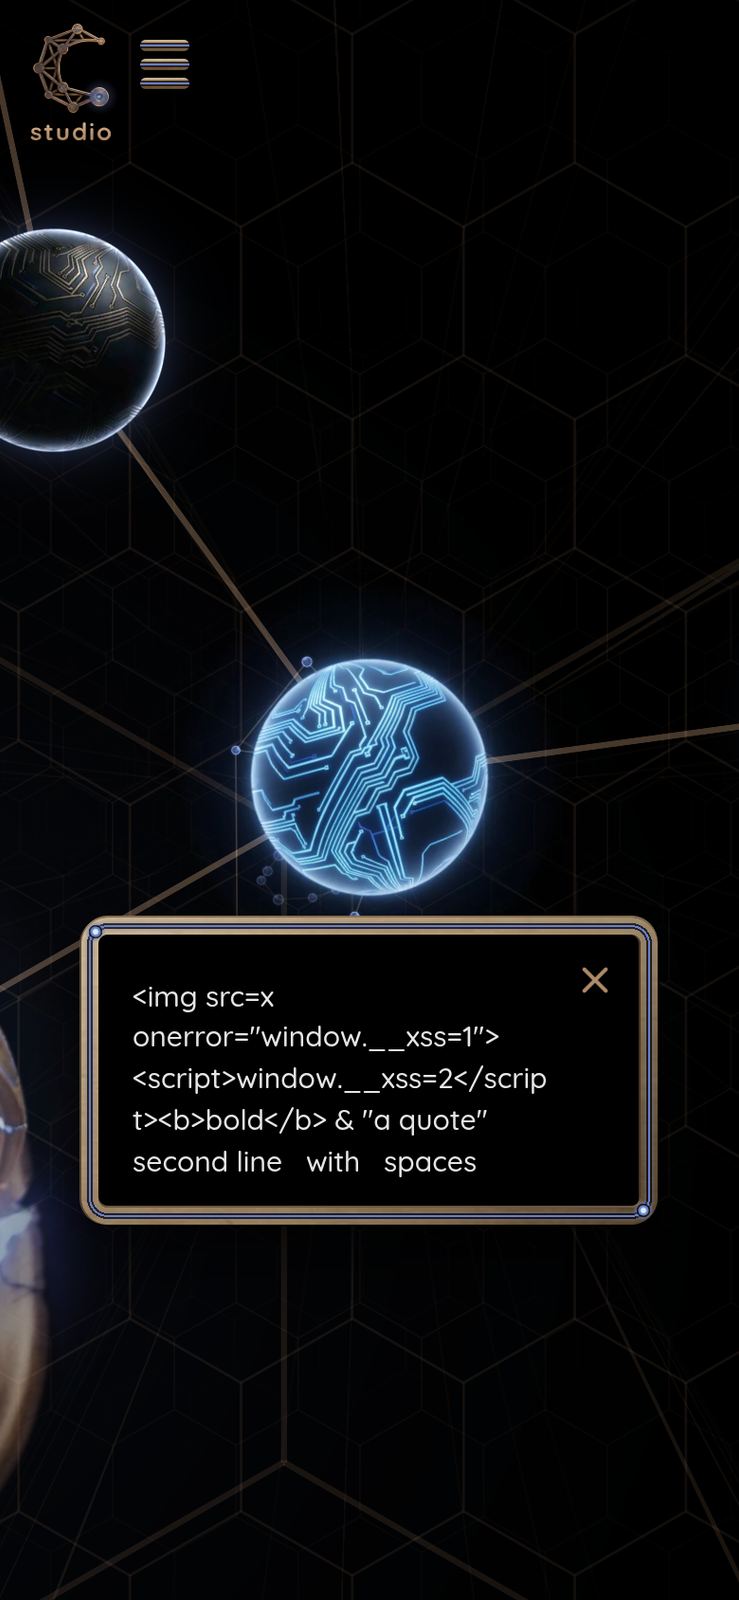 studio
<img src=x
onerror="window.__xss=1">
<script>window.__xss=2</scrip
t><b>bold</b> & "a quote"
second line   with   spaces